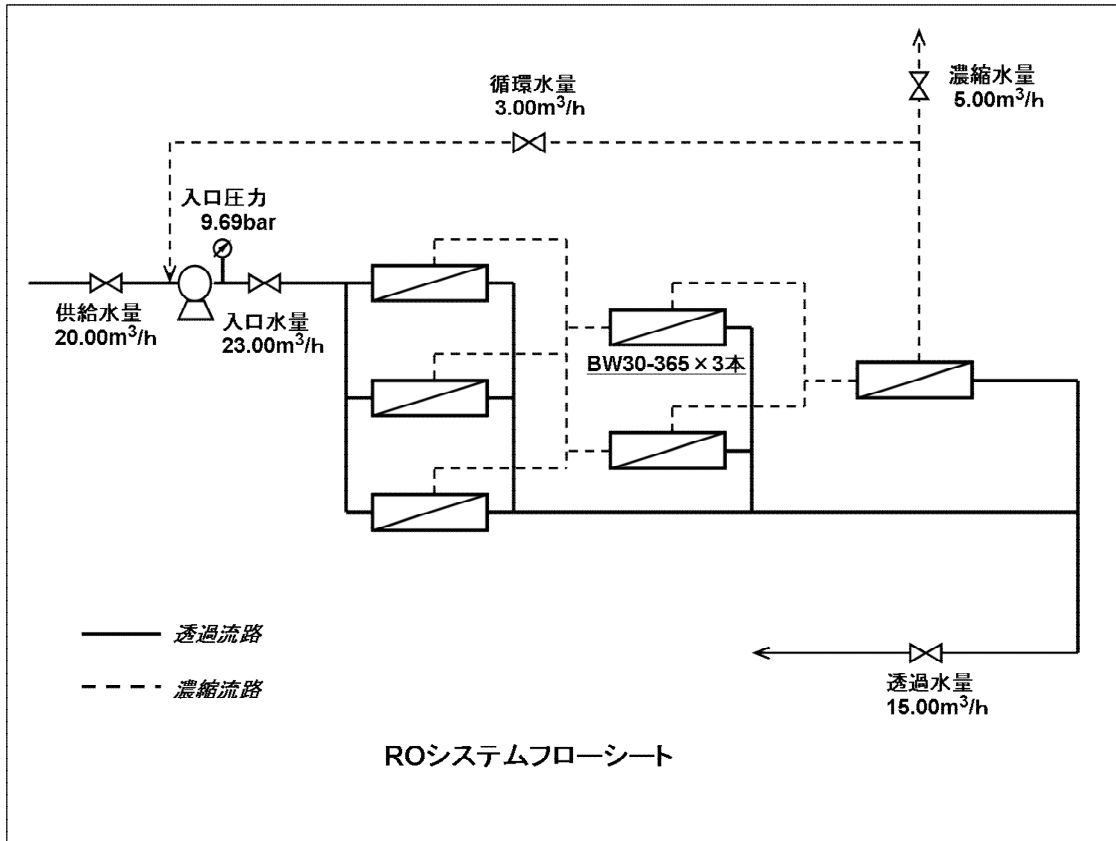 循環水量
3.00m³/h
濃縮水量
5.00m³/h
入口圧力
9.69bar
供給水量
20.00m³/h
入口水量
23.00m³/h
BW30-365×3本
透過流路
濃縮流路
透過水量
15.00m³/h
ROシステムフローシート